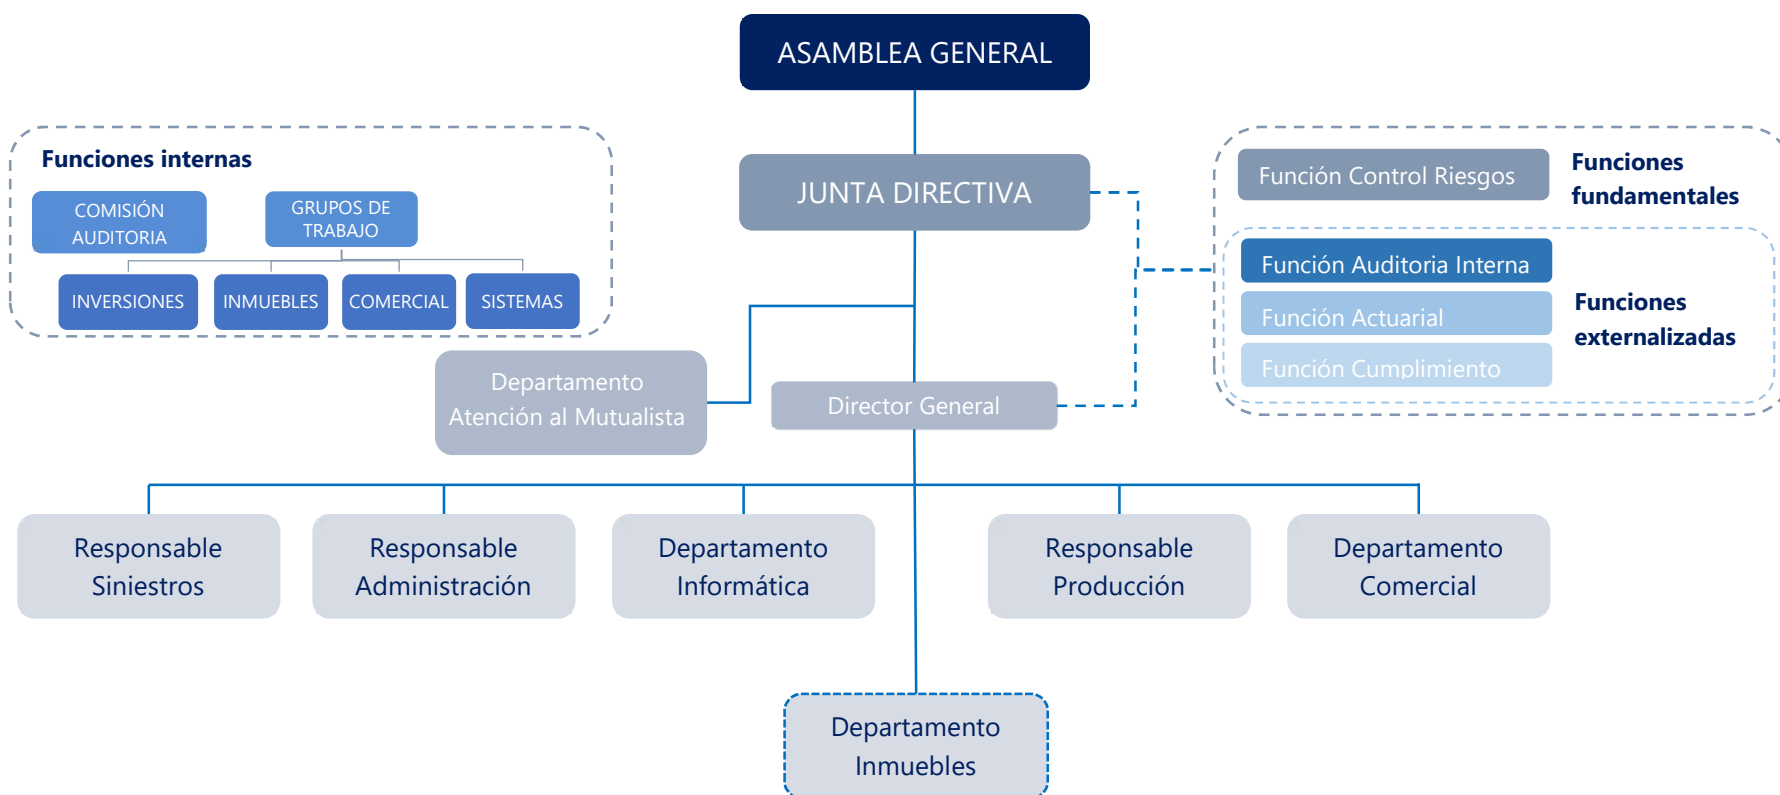 ASAMBLEA GENERAL
Funciones internas
COMISIÓN
AUDITORIA
GRUPOS DE
TRABAJO
INVERSIONES
INMUEBLES
COMERCIAL
SISTEMAS
JUNTA DIRECTIVA
Función Control Riesgos
Funciones
fundamentales
Función Auditoria Interna
Función Actuarial
Función Cumplimiento
Funciones
externalizadas
Departamento
Atención al Mutualista
Director General
Responsable
Siniestros
Responsable
Administración
Departamento
Informática
Responsable
Producción
Departamento
Comercial
Departamento
Inmuebles